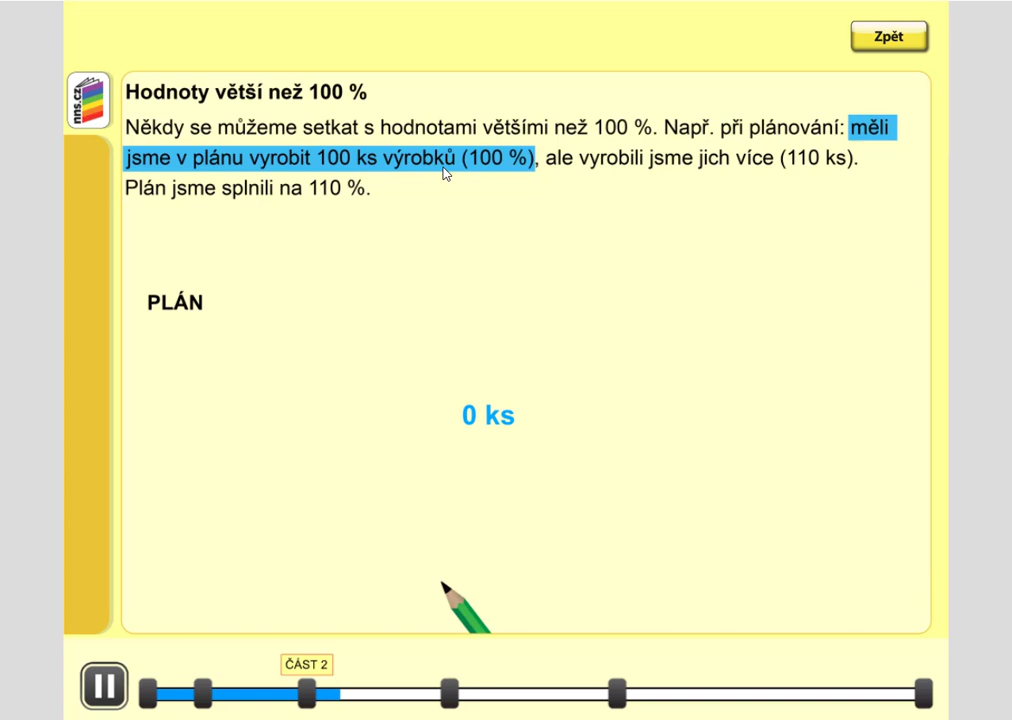 Zpět
nns.cz
Hodnoty větší než 100 %
Někdy se můžeme setkat s hodnotami většími než 100 %. Např. při plánování: měli
jsme v plánu vyrobit 100 ks výrobků (100 %), ale vyrobili jsme jich více (110 ks).
Plán jsme splnili na 110 %.
PLÁN
0 ks
ČÁST 2